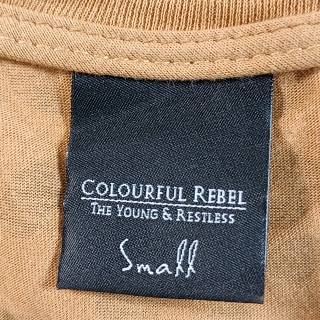 COLOURFUL REBEL
THE YOUNG & RESTLESS
Small